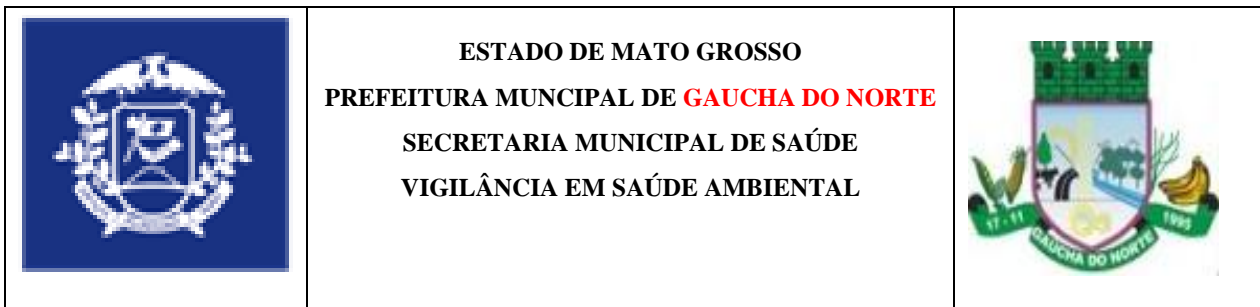 ESTADO DE MATO GROSSO
PREFEITURA MUNCIPAL DE GAUCHA DO NORTE
SECRETARIA MUNICIPAL DE SAÚDE
VIGILÂNCIA EM SAÚDE AMBIENTAL
17 - 11
1995
GAUCHA DO NORTE